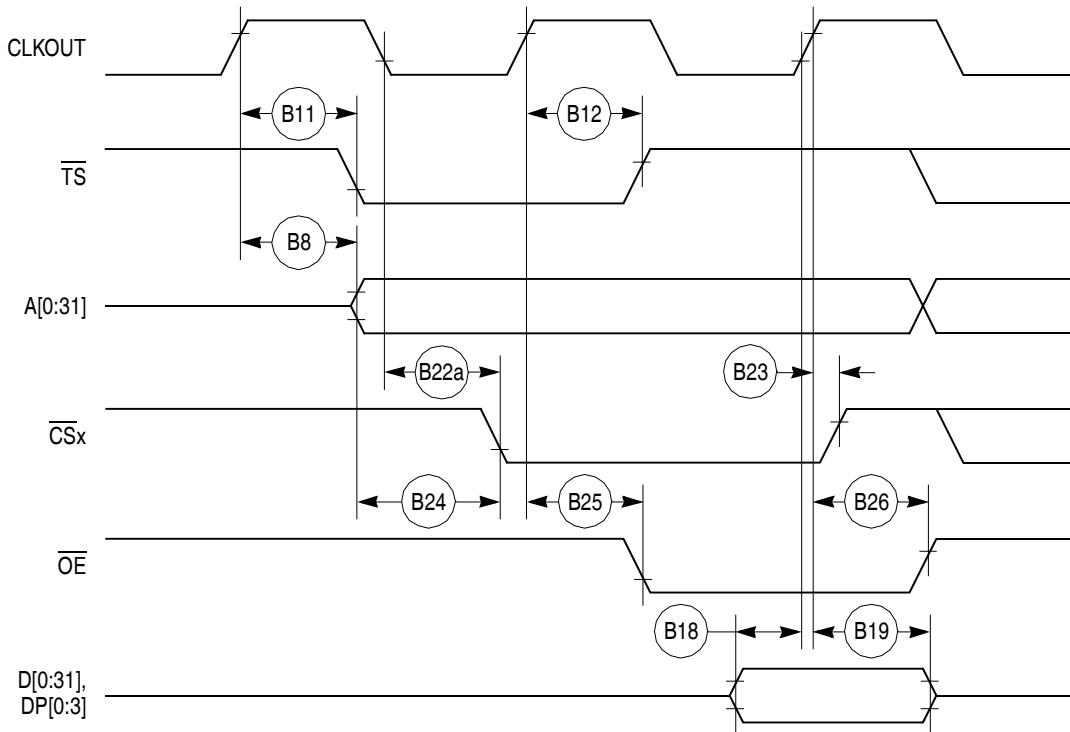 CLKOUT
B11
B12
TS
B8
A[0:31]
B22a
B23
CSx
B24
B25
B26
OE
B18
B19
D[0:31],
DP[0:3]